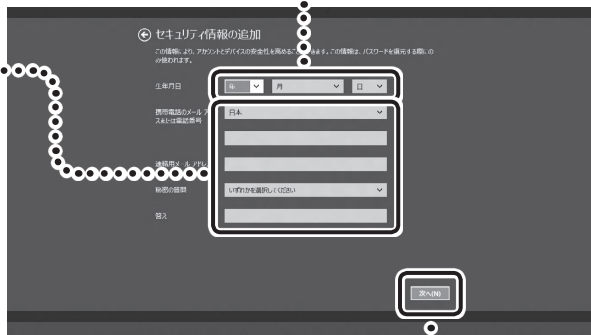 セキュリティ情報の追加
この情報により、アカウントとデバイスの安全性を高めることができます。この情報は、パスワードを復元する際にの
み使われます。
生年月日 年 月 日
携帯電話のメール ア 日本
スまたは電話番号
連絡用メール アドレ
秘密の質問 いずれかを選択してください
答え
次へ(N)